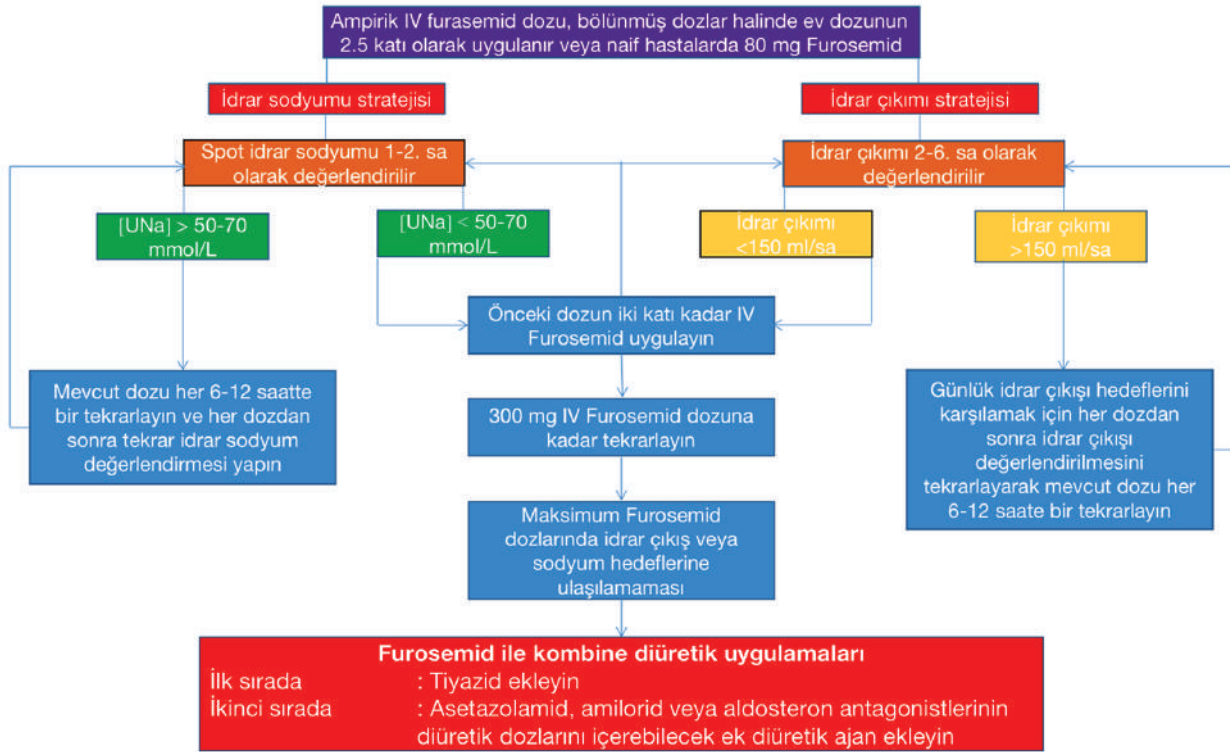 Ampirik IV furasemid dozu, bölünmüş dozlar halinde ev dozunun
2.5 katı olarak uygulanır veya naif hastalarda 80 mg Furosemid
İdrar sodyumu stratejisi
İdrar çıkımı stratejisi
Spot idrar sodyumu 1-2. sa
olarak değerlendirilir
İdrar çıkımı 2-6. sa olarak
değerlendirilir
[UNa] > 50-70
mmol/L
[UNa] < 50-70
mmol/L
İdrar çıkımı
<150 ml/sa
İdrar çıkımı
>150 ml/sa
Önceki dozun iki katı kadar IV
Furosemid uygulayın
Mevcut dozu her 6-12 saatte
bir tekrarlayın ve her dozdan
sonra tekrar idrar sodyum
değerlendirmesi yapın
300 mg IV Furosemid dozuna
kadar tekrarlayın
Günlük idrar çıkışı hedeflerini
karşılamak için her dozdan
sonra idrar çıkışı
değerlendirilmesini
tekrarlayarak mevcut dozu her
6-12 saate bir tekrarlayın
Maksimum Furosemid
dozlarında idrar çıkış veya
sodyum hedeflerine
ulaşılamaması
Furosemid ile kombine diüretik uygulamaları
İlk sırada : Tiyazid ekleyin
İkinci sırada : Asetazolamid, amilorid veya aldosteron antagonistlerinin
diüretik dozlarını içerebilecek ek diüretik ajan ekleyin